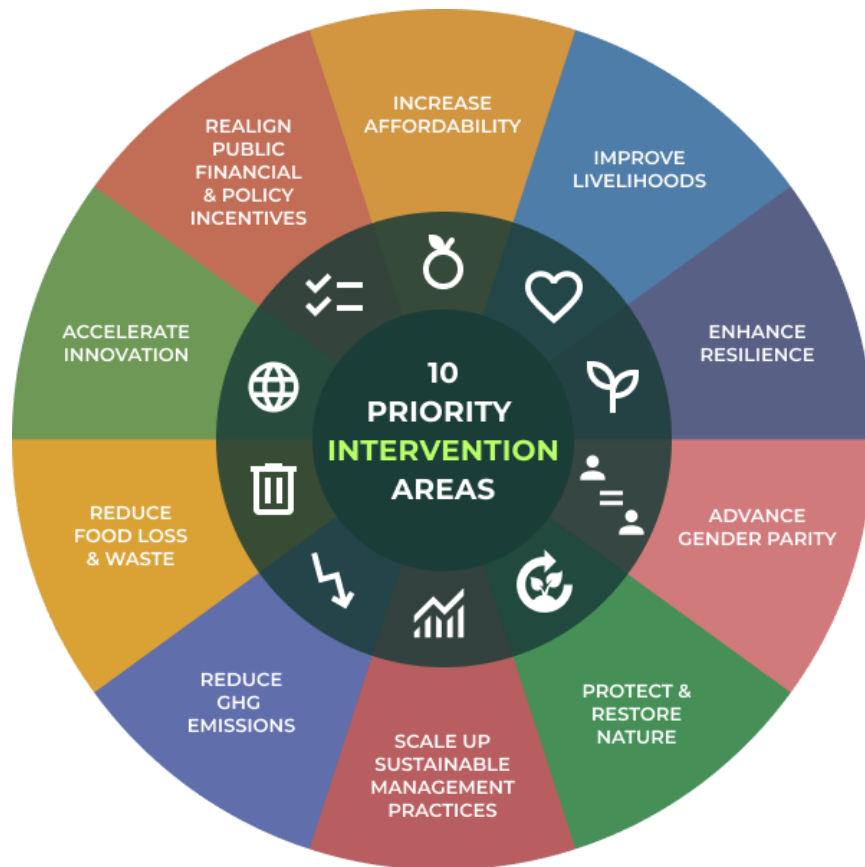 10
PRIORITY
INTERVENTION
AREAS
INCREASE
AFFORDABILITY
IMPROVE
LIVELIHOODS
ENHANCE
RESILIENCE
ADVANCE
GENDER PARITY
PROTECT &
RESTORE
NATURE
SCALE UP
SUSTAINABLE
MANAGEMENT
PRACTICES
REDUCE
GHG
EMISSIONS
REDUCE
FOOD LOSS
& WASTE
ACCELERATE
INNOVATION
REALIGN
PUBLIC
FINANCIAL
& POLICY
INCENTIVES